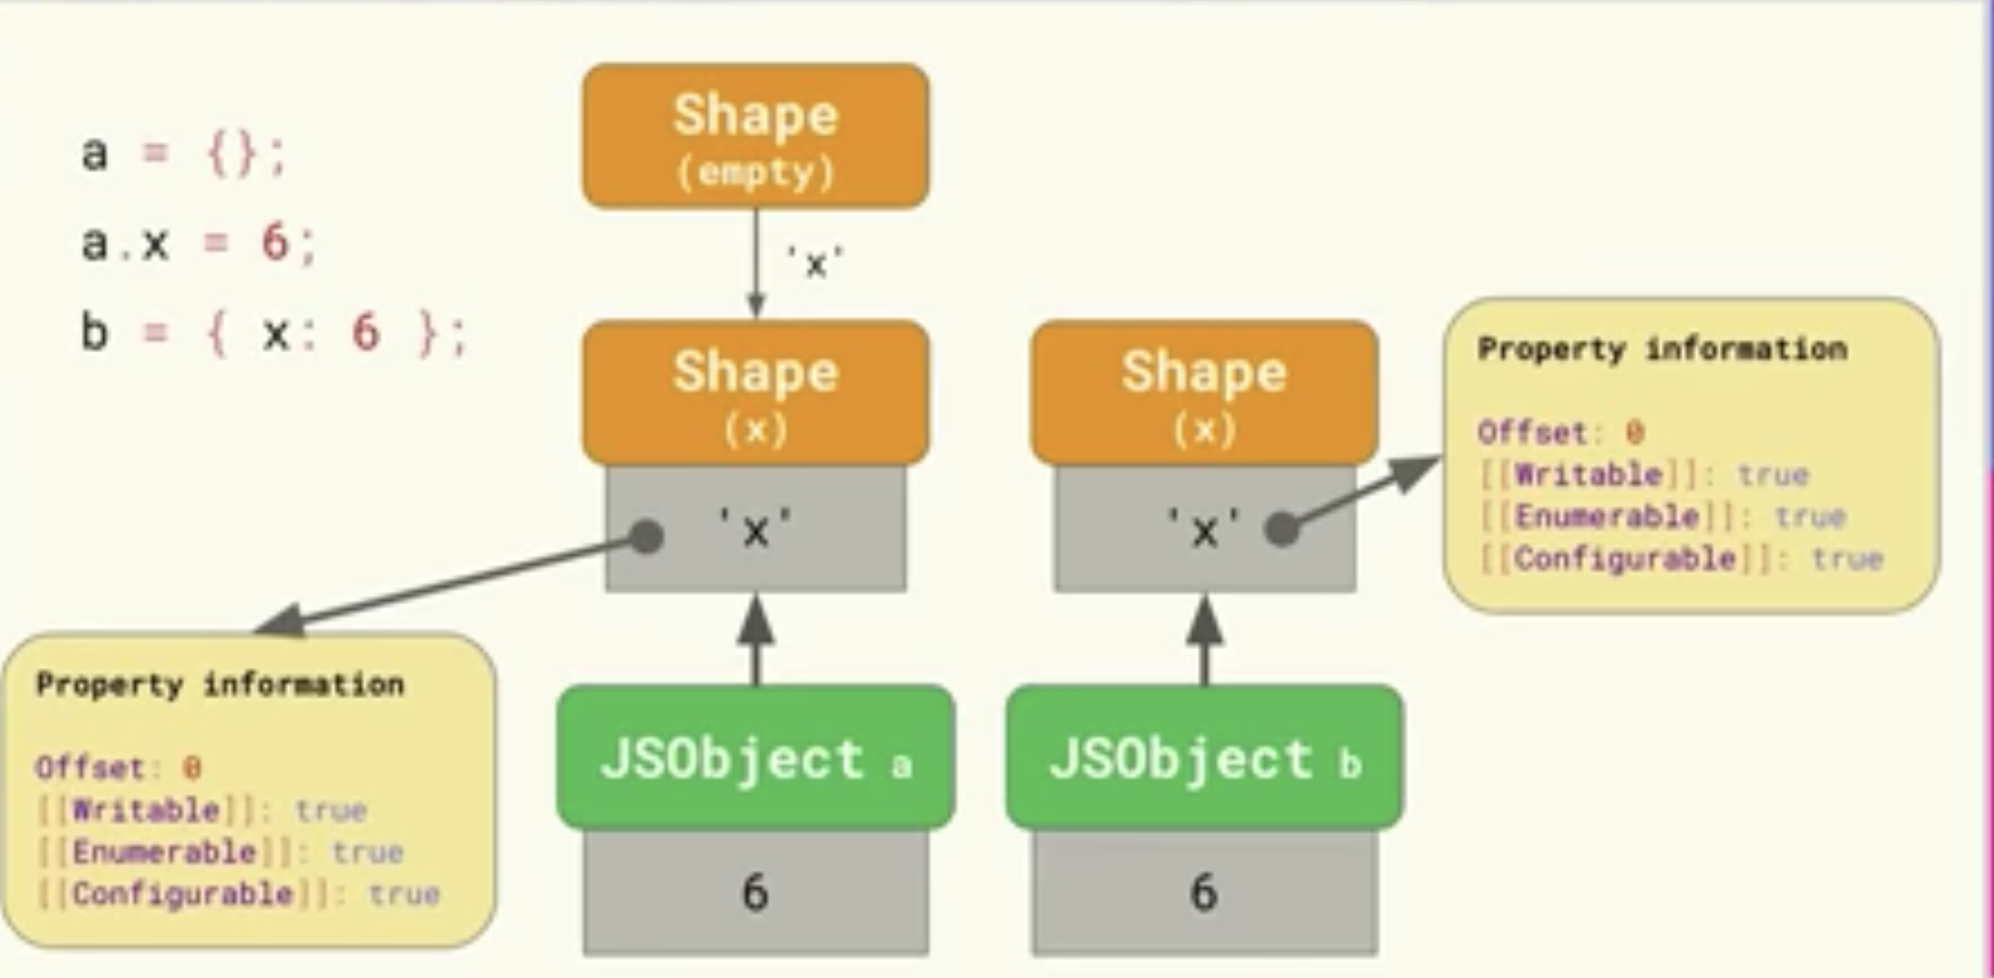 a = {};
a.x = 6;
b = { x: 6 };
Shape
(empty)
'x'
Shape
(x)
'x'
Shape
(x)
'x'
Property information
Offset: 0
[[Writable]]: true
[[Enumerable]]: true
[[Configurable]]: true
Property information
Offset: 0
[[Writable]]: true
[[Enumerable]]: true
[[Configurable]]: true
JSObject a
6
JSObject b
6